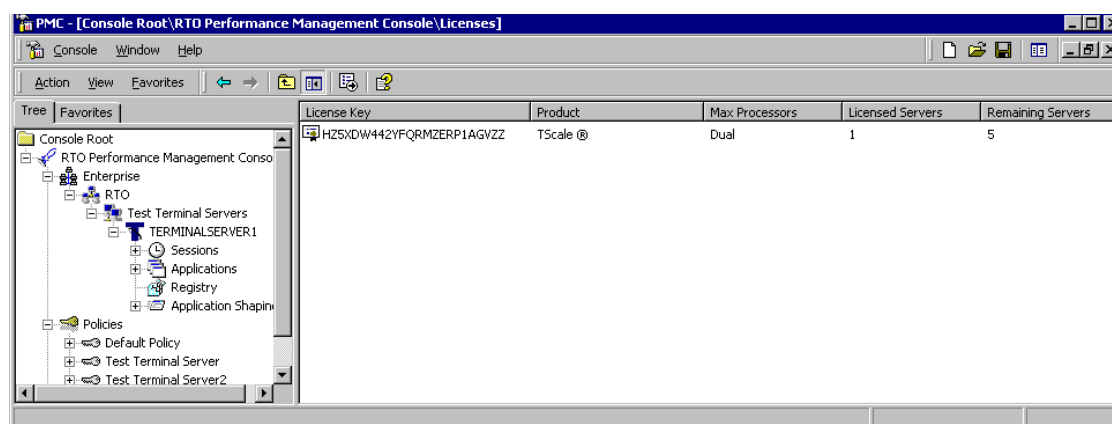 PMC - [Console Root\RTO Performance Management Console\Licenses]
Console Window Help
Action View Favorites
Tree Favorites
License Key Product Max Processors Licensed Servers Remaining Servers
HZ5XDW442YFQRMZERP1AGVZZ TScale ® Dual 1 5
Console Root
RTO Performance Management Conso
Enterprise
RTO
Test Terminal Servers
TERMINALSERVER1
Sessions
Applications
Registry
Application Shapin
Policies
Default Policy
Test Terminal Server
Test Terminal Server2